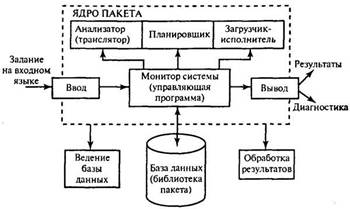 ЯДРО ПАКЕТА
Анализатор
(транслятор)
Планировщик
Загрузчик-
исполнитель
Задание
на входном
языке
Ввод
Монитор системы
(управляющая
программа)
Вывод
Результаты
Диагностика
Ведение
базы
данных
База данных
(библиотека
пакета)
Обработка
результатов